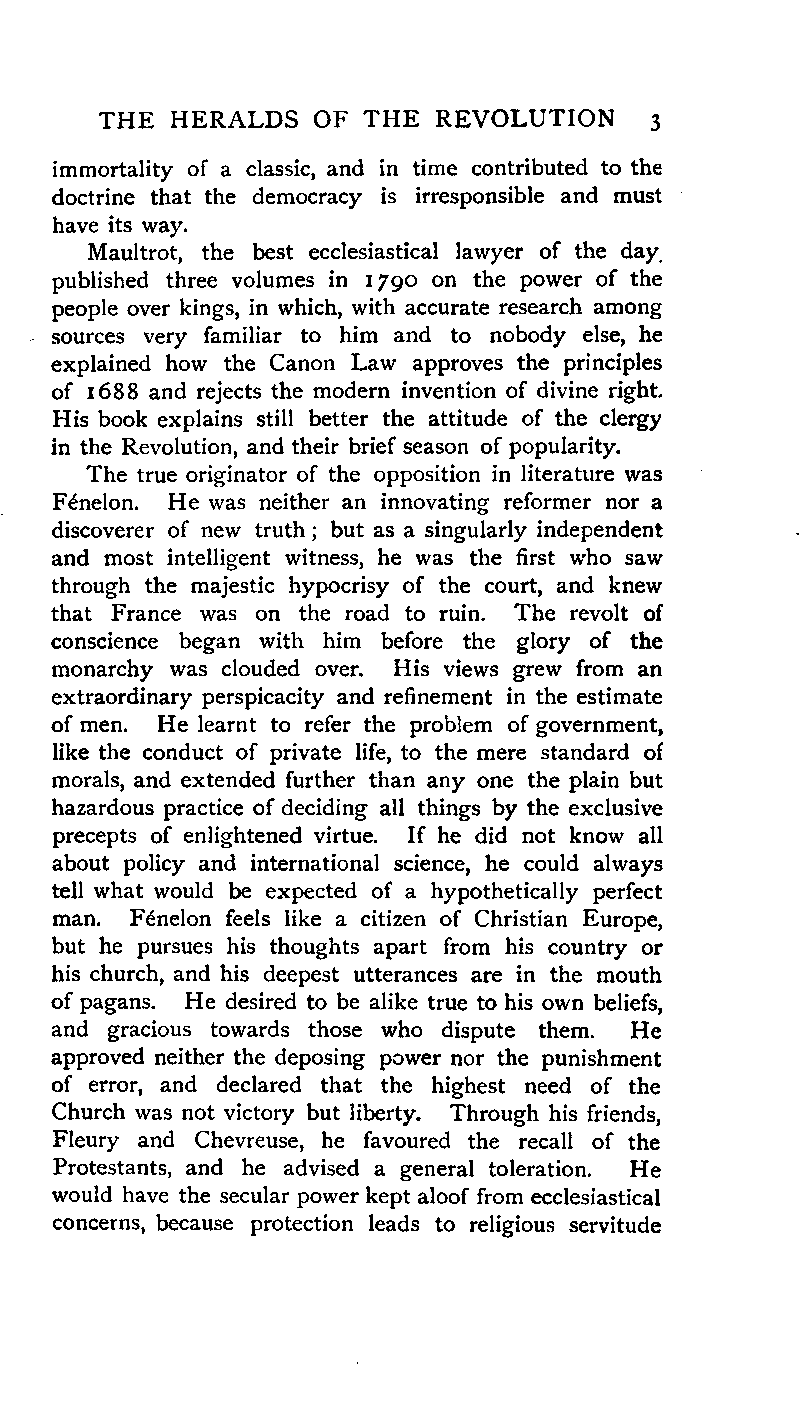 THE HERALDS OF THE REVOLUTION 3
immortality of a classic, and in time contributed to the
doctrine that the democracy is irresponsible and must
have its way.
Maultrot, the best ecclesiastical lawyer of the day.
published three volumes in 1790 on the power of the
people over kings, in which, with accurate research among
sources very familiar to him and to nobody else, he
explained how the Canon Law approves the principles
of 1688 and rejects the modern invention of divine right.
His book explains still better the attitude of the clergy
in the Revolution, and their brief season of popularity.
The true originator of the opposition in literature was
Fénelon. He was neither an innovating reformer nor a
discoverer of new truth ; but as a singularly independent
and most intelligent witness, he was the first who saw
through the majestic hypocrisy of the court, and knew
that France was on the road to ruin. The revolt of
conscience began with him before the glory of the
monarchy was clouded over. His views grew from an
extraordinary perspicacity and refinement in the estimate
of men. He learnt to refer the problem of government,
like the conduct of private life, to the mere standard of
morals, and extended further than any one the plain but
hazardous practice of deciding all things by the exclusive
precepts of enlightened virtue. If he did not know all
about policy and international science, he could always
tell what would be expected of a hypothetically perfect
man. Fénelon feels like a citizen of Christian Europe,
but he pursues his thoughts apart from his country or
his church, and his deepest utterances are in the mouth
of pagans. He desired to be alike true to his own beliefs,
and gracious towards those who dispute them. He
approved neither the deposing power nor the punishment
of error, and declared that the highest need of the
Church was not victory but liberty. Through his friends,
Fleury and Chevreuse, he favoured the recall of the
Protestants, and he advised a general toleration. He
would have the secular power kept aloof from ecclesiastical
concerns, because protection leads to religious servitude